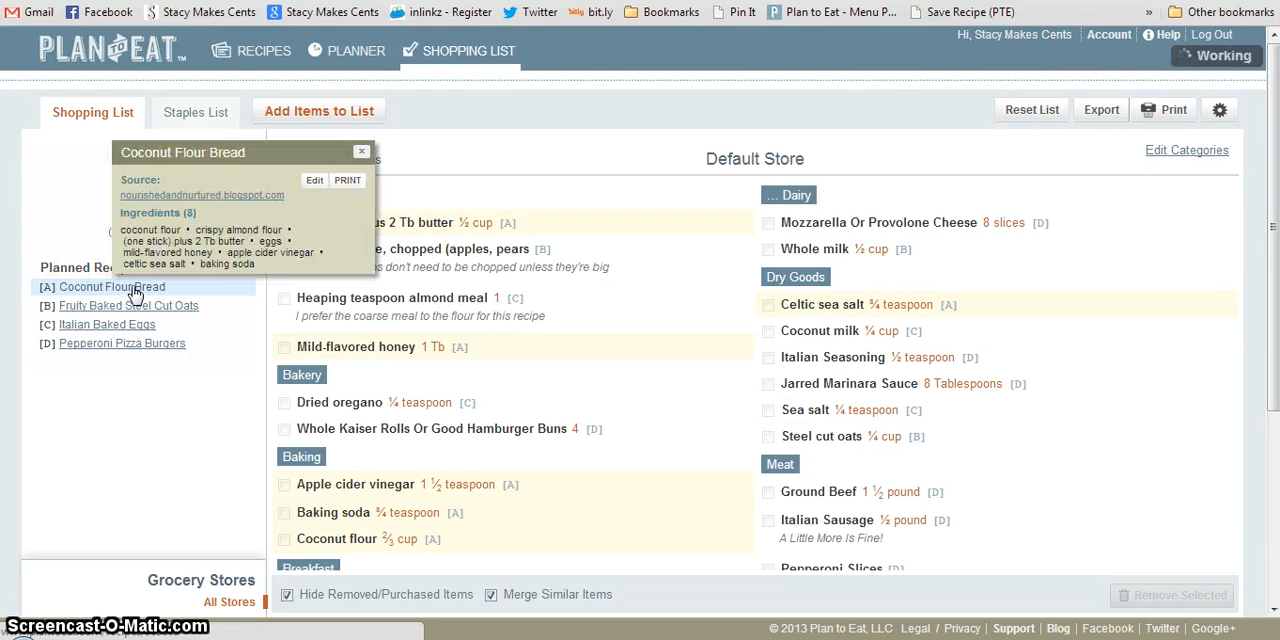 Gmail Facebook Stacy Makes Cents Stacy Makes Cents inlinkz - Register Twitter bit.ly Bookmarks Pin It Plan to Eat - Menu P... Save Recipe (PTE) » Other bookmarks
PLAN TO EAT RECIPES PLANNER SHOPPING LIST
Hi, Stacy Makes Cents Account Help Log Out
Working
Shopping List Staples List Add Items to List Reset List Export Print
Coconut Flour Bread
Source:
nourishedandnurtured.blogspot.com
Edit PRINT
Ingredients (8)
coconut flour • crispy almond flour •
(one stick) plus 2 Tb butter • eggs •
mild-flavored honey • apple cider vinegar •
celtic sea salt • baking soda
Planned Rec
[A] Coconut Flour Bread
[B] Fruity Baked Steel Cut Oats
[C] Italian Baked Eggs
[D] Pepperoni Pizza Burgers
Grocery Stores
All Stores
Default Store
Edit Categories
us 2 Tb butter ½ cup [A]
e, chopped (apples, pears [B]
es don't need to be chopped unless they're big
Heaping teaspoon almond meal 1 [C]
I prefer the coarse meal to the flour for this recipe
Mild-flavored honey 1 Tb [A]
Bakery
Dried oregano ¼ teaspoon [C]
Whole Kaiser Rolls Or Good Hamburger Buns 4 [D]
Baking
Apple cider vinegar 1 ½ teaspoon [A]
Baking soda ¾ teaspoon [A]
Coconut flour ⅔ cup [A]
Breakfast
... Dairy
Mozzarella Or Provolone Cheese 8 slices [D]
Whole milk ½ cup [B]
Dry Goods
Celtic sea salt ¾ teaspoon [A]
Coconut milk ¼ cup [C]
Italian Seasoning ½ teaspoon [D]
Jarred Marinara Sauce 8 Tablespoons [D]
Sea salt ¼ teaspoon [C]
Steel cut oats ¼ cup [B]
Meat
Ground Beef 1 ½ pound [D]
Italian Sausage ½ pound [D]
A Little More Is Fine!
Pepperoni Slices [D]
Hide Removed/Purchased Items Merge Similar Items Remove Selected
Screencast-O-Matic.com
© 2013 Plan to Eat, LLC Legal / Privacy Support Blog Facebook Twitter Google+